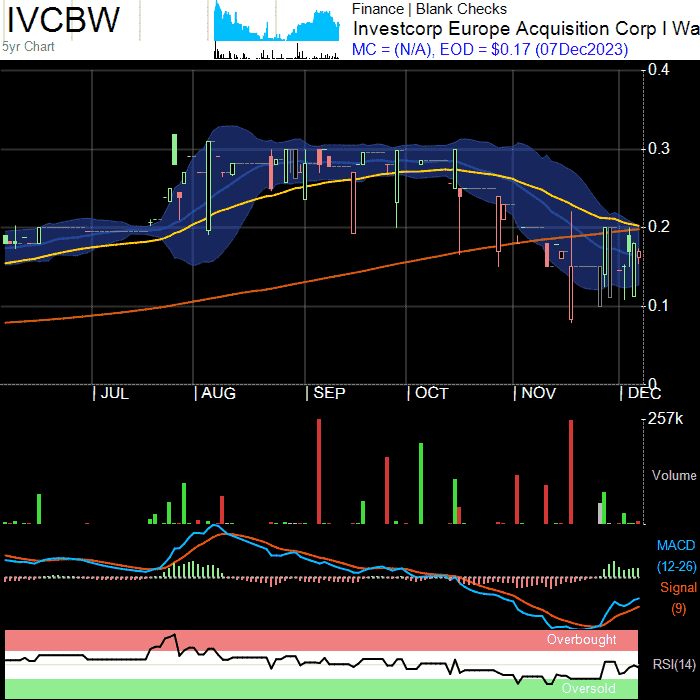 IVCBW
5yr Chart
Finance | Blank Checks
Investcorp Europe Acquisition Corp I Wa
MC = (N/A), EOD = $0.17 (07Dec2023)
0.4
0.3
0.2
0.1
0
JUL AUG SEP OCT NOV DEC
257k
Volume
MACD
(12-26)
Signal
(9)
Overbought
RSI(14)
Oversold